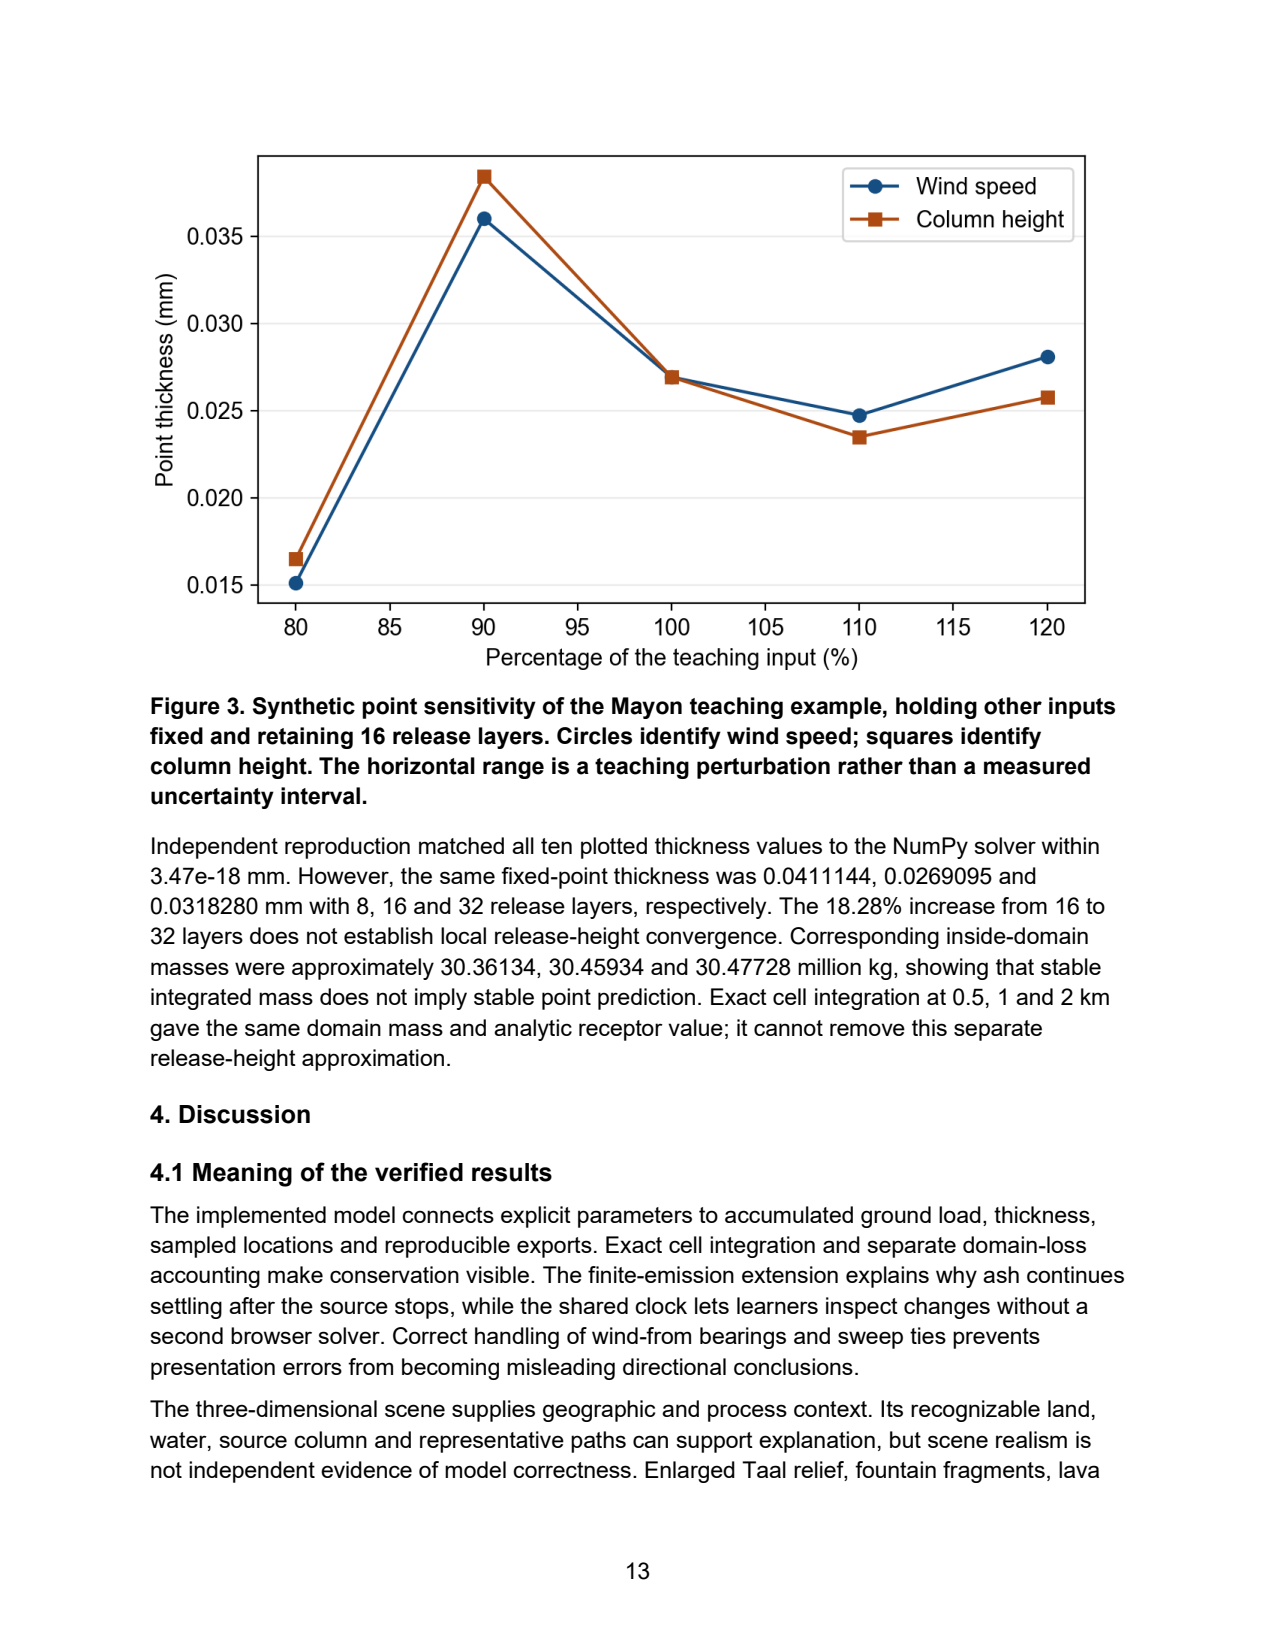 Wind speed
Column height
0.035
0.030
0.025
0.020
0.015
Point thickness (mm)
80 85 90 95 100 105 110 115 120
Percentage of the teaching input (%)
Figure 3. Synthetic point sensitivity of the Mayon teaching example, holding other inputs
fixed and retaining 16 release layers. Circles identify wind speed; squares identify
column height. The horizontal range is a teaching perturbation rather than a measured
uncertainty interval.
Independent reproduction matched all ten plotted thickness values to the NumPy solver within
3.47e-18 mm. However, the same fixed-point thickness was 0.0411144, 0.0269095 and
0.0318280 mm with 8, 16 and 32 release layers, respectively. The 18.28% increase from 16 to
32 layers does not establish local release-height convergence. Corresponding inside-domain
masses were approximately 30.36134, 30.45934 and 30.47728 million kg, showing that stable
integrated mass does not imply stable point prediction. Exact cell integration at 0.5, 1 and 2 km
gave the same domain mass and analytic receptor value; it cannot remove this separate
release-height approximation.
4. Discussion
4.1 Meaning of the verified results
The implemented model connects explicit parameters to accumulated ground load, thickness,
sampled locations and reproducible exports. Exact cell integration and separate domain-loss
accounting make conservation visible. The finite-emission extension explains why ash continues
settling after the source stops, while the shared clock lets learners inspect changes without a
second browser solver. Correct handling of wind-from bearings and sweep ties prevents
presentation errors from becoming misleading directional conclusions.
The three-dimensional scene supplies geographic and process context. Its recognizable land,
water, source column and representative paths can support explanation, but scene realism is
not independent evidence of model correctness. Enlarged Taal relief, fountain fragments, lava
13